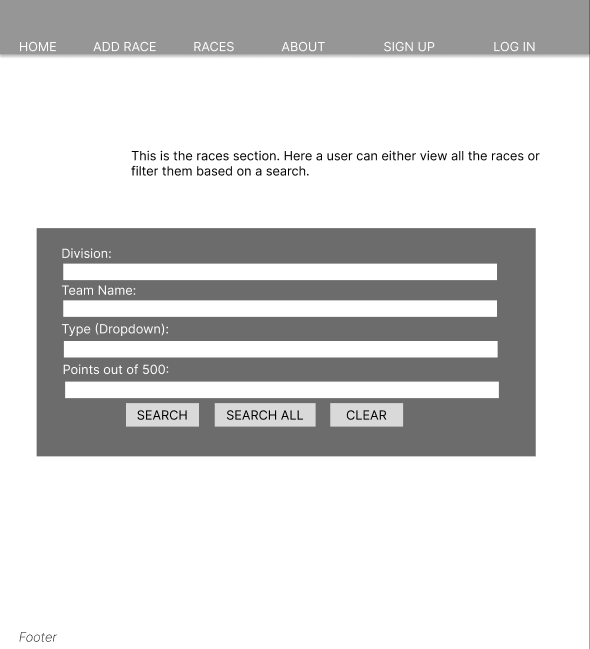 HOME ADD RACE RACES ABOUT SIGN UP LOG IN
This is the races section. Here a user can either view all the races or
filter them based on a search.
Division:
Team Name:
Type (Dropdown):
Points out of 500:
SEARCH SEARCH ALL CLEAR
Footer